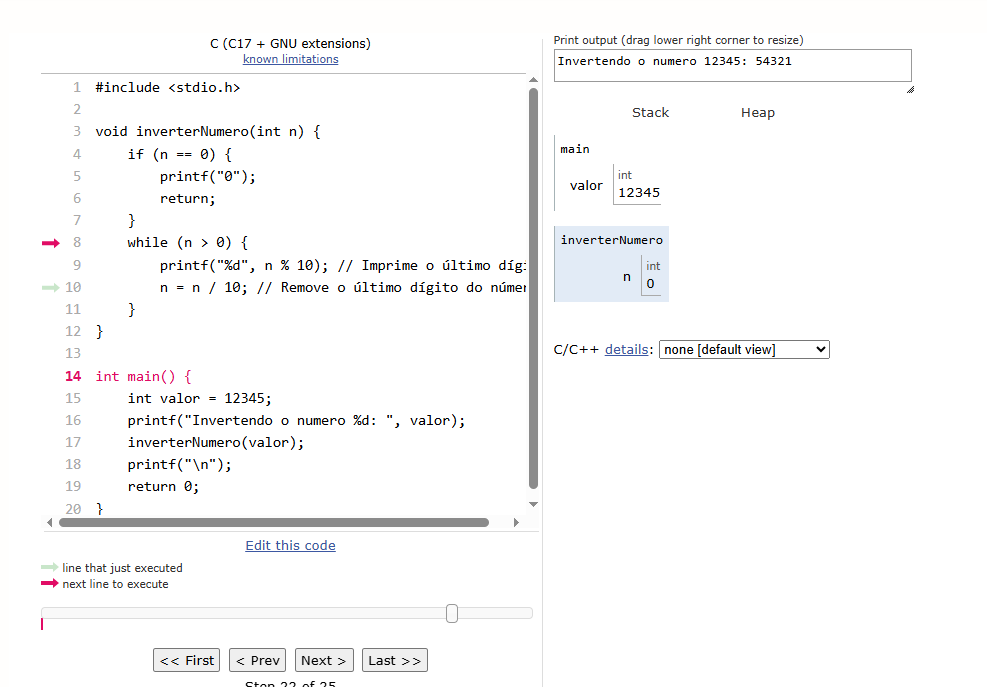 C (C17 + GNU extensions)
known limitations
1 #include <stdio.h>
2
3 void inverterNumero(int n) {
4 if (n == 0) {
5 printf("0");
6 return;
7 }
8 while (n > 0) {
9 printf("%d", n % 10); // Imprime o último díg
10 n = n / 10; // Remove o último dígito do núme
11 }
12 }
13
14 int main() {
15 int valor = 12345;
16 printf("Invertendo o numero %d: ", valor);
17 inverterNumero(valor);
18 printf("\n");
19 return 0;
20 }
Edit this code
line that just executed
next line to execute
<< First < Prev Next > Last >>
Step 22 of 25
Print output (drag lower right corner to resize)
Invertendo o numero 12345: 54321
Stack Heap
main
int
valor 12345
inverterNumero
int
n 0
C/C++ details: none [default view]